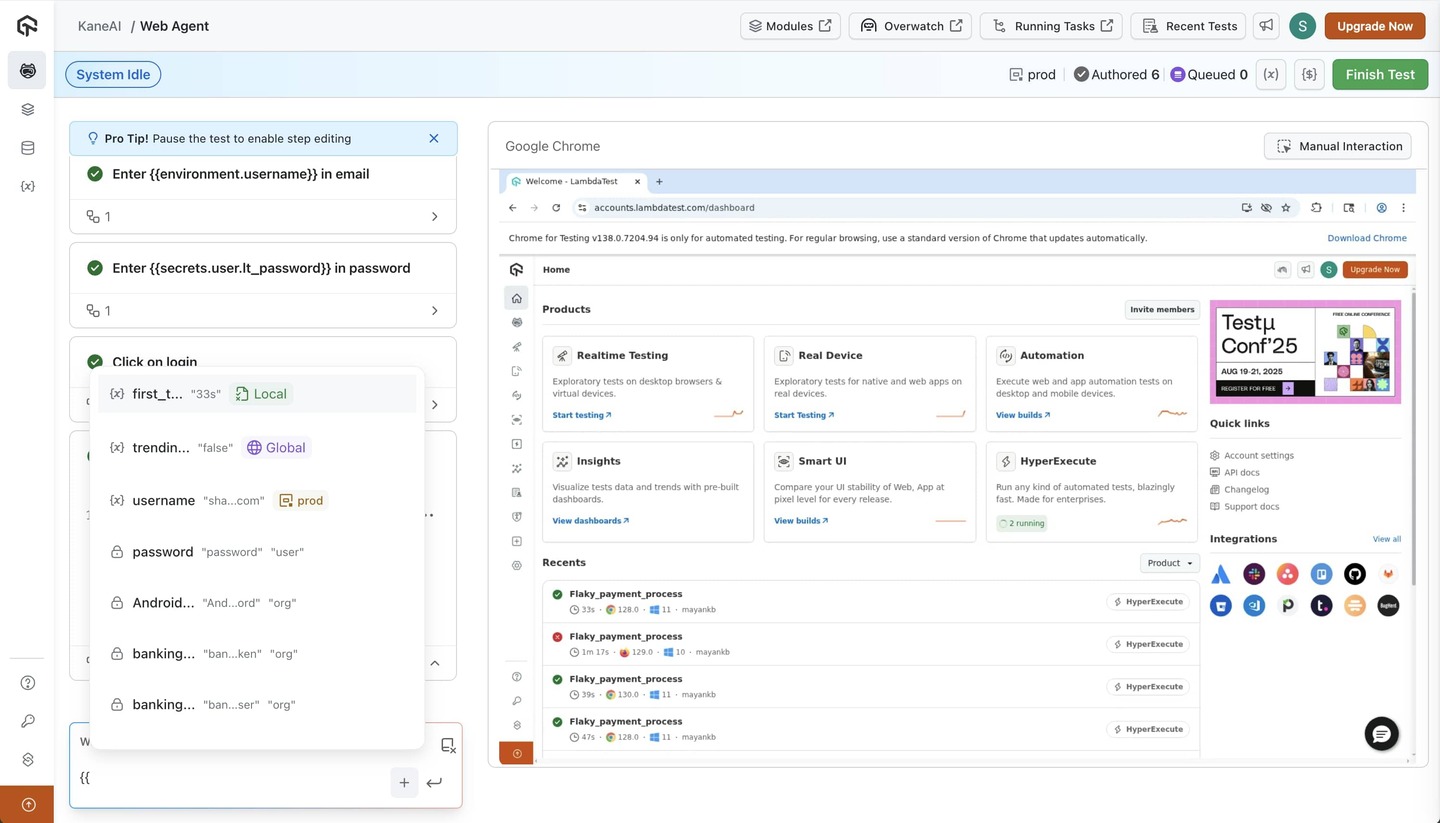 KaneAI / Web Agent
Modules
Overwatch
Running Tasks
Recent Tests
S
Upgrade Now
System Idle
prod
Authored 6
Queued 0
(x)
{$}
Finish Test
{x}
Pro Tip! Pause the test to enable step editing
Enter {{environment.username}} in email
1
Enter {{secrets.user.lt_password}} in password
1
Click on login
{x} first_t... "33s" Local
{x} trendin... "false" Global
{x} username "sha...com" prod
password "password" "user"
Android... "And...ord" "org"
banking... "ban...ken" "org"
banking... "ban...ser" "org"
W
{{
Google Chrome
Manual Interaction
Welcome - LambdaTest
accounts.lambdatest.com/dashboard
Chrome for Testing v138.0.7204.94 is only for automated testing. For regular browsing, use a standard version of Chrome that updates automatically.
Download Chrome
Home
S
Upgrade Now
Products
Invite members
Realtime Testing
Exploratory tests on desktop browsers &
virtual devices.
Start testing
Real Device
Exploratory tests for native and web apps on
real devices.
Start Testing
Automation
Execute web and app automation tests on
desktop and mobile devices.
View builds
Insights
Visualize tests data and trends with pre-built
dashboards.
View dashboards
Smart UI
Compare your UI stability of Web, App at
pixel level for every release.
View builds
HyperExecute
Run any kind of automated tests, blazingly
fast. Made for enterprises.
2 running
Recents
Product
Flaky_payment_process
33s · 128.0 · 11 · mayankb
HyperExecute
Flaky_payment_process
1m 17s · 129.0 · 10 · mayankb
HyperExecute
Flaky_payment_process
39s · 130.0 · 11 · mayankb
HyperExecute
Flaky_payment_process
47s · 128.0 · 11 · mayankb
HyperExecute
Testμ
Conf'25
FREE ONLINE CONFERENCE
AUG 19-21, 2025
REGISTER FOR FREE
Quick links
Account settings
API docs
Changelog
Support docs
Integrations
View all